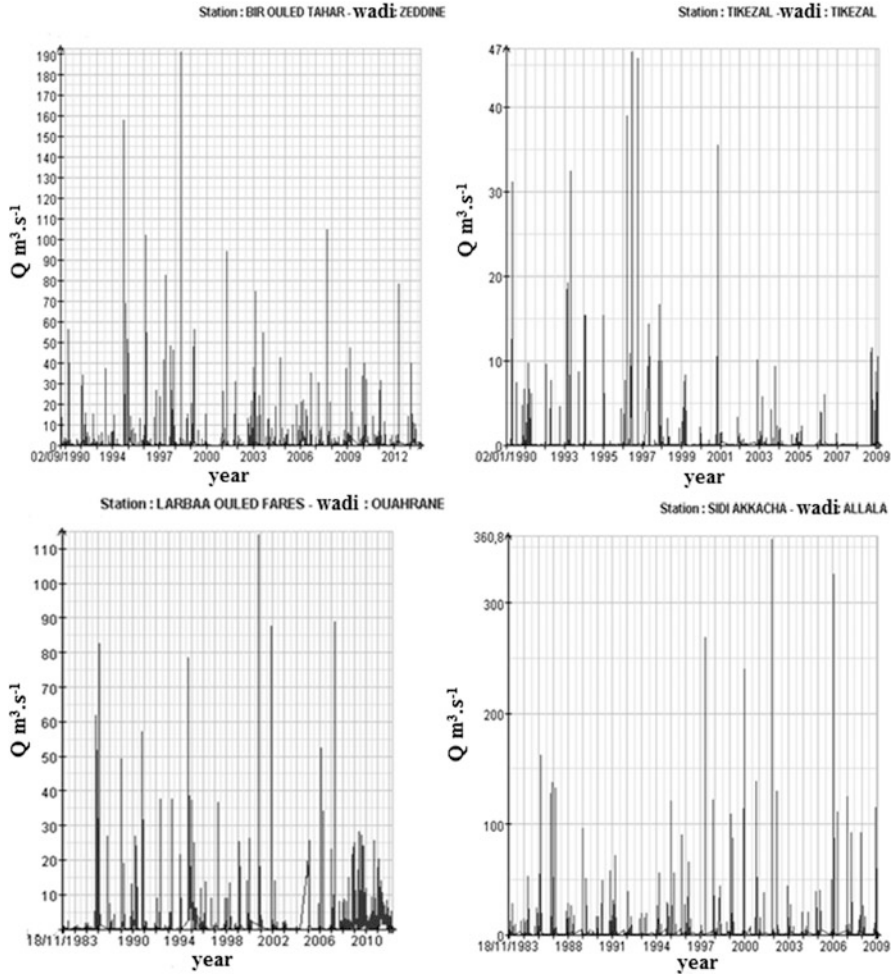 Station : BIR OULED TAHAR - wadi: ZEDDINE
190
180
170
160
150
140
130
120
110
100
90
80
70
60
50
40
30
20
10
0
Q m³.s⁻¹
02/09/1990 1994 1997 2000 2003 2006 2009 2012
year
Station : TIKEZAL - wadi : TIKEZAL
47
40
30
20
10
0
Q m³.s⁻¹
02/01/1990 1993 1995 1997 1999 2001 2003 2005 2007 2009
year
Station : LARBAA OULED FARES - wadi : OUAHRANE
110
100
90
80
70
60
50
40
30
20
10
Q m³.s⁻¹
18/11/1983 1990 1994 1998 2002 2006 2010
year
Station : SIDI AKKACHA - wadi: ALLALA
360,8
300
200
100
0
Q m³.s⁻¹
18/11/1983 1988 1991 1994 1997 2000 2003 2006 2009
year